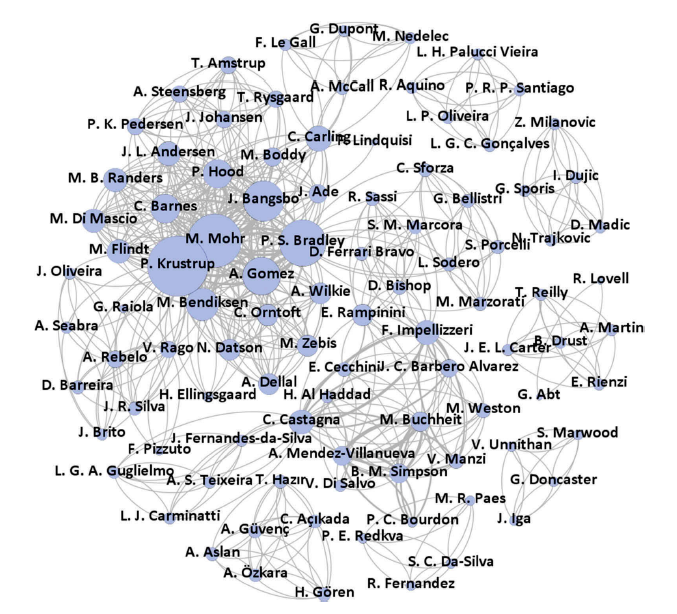 G. Dupont
M. Nedelec
F. Le Gall
L. H. Palucci Vieira
T. Amstrup
A. McCall
R. Aquino
P. R. P. Santiago
A. Steensberg
T. Rysgaard
L. P. Oliveira
Z. Milanovic
P. K. Pedersen
J. Johansen
C. Carling
Lindquisi
L. G. C. Gonçalves
J. L. Andersen
M. Boddy
C. Sforza
I. Dujic
M. B. Randers
P. Hood
J. Ade
R. Sassi
G. Bellistri
G. Sporis
J. Bangsbo
C. Barnes
M. Di Mascio
S. M. Marcora
D. Madic
M. Mohr
P. S. Bradley
S. Porcelli
N. Trajkovic
M. Flindt
D. Ferrari Bravo
P. Krustrup
L. Sodero
J. Oliveira
A. Gomez
R. Lovell
D. Bishop
A. Wilkie
T. Reilly
M. Bendiksen
M. Marzorati
G. Raiola
C. Orntoft
E. Rampinini
A. Seabra
F. Impellizzeri
A. Martin
B. Drust
V. Rago
N. Datson
M. Zebis
J. E. L. Carter
A. Rebelo
E. Cecchini
J. C. Barbero Alvarez
D. Barreira
A. Dellal
E. Rienzi
H. Ellingsgaard
H. Al Haddad
G. Abt
J. R. Silva
M. Weston
C. Castagna
M. Buchheit
J. Brito
J. Fernandes-da-Silva
S. Marwood
F. Pizzuto
V. Unnithan
A. Mendez-Villanueva
V. Manzi
L. G. A. Guglielmo
B. M. Simpson
A. S. Teixeira
T. Hazır
V. Di Salvo
G. Doncaster
M. R. Paes
L. J. Carminatti
C. Açıkada
P. C. Bourdon
J. Iga
A. Güvenç
P. E. Redkva
A. Aslan
S. C. Da-Silva
A. Özkara
R. Fernandez
H. Gören